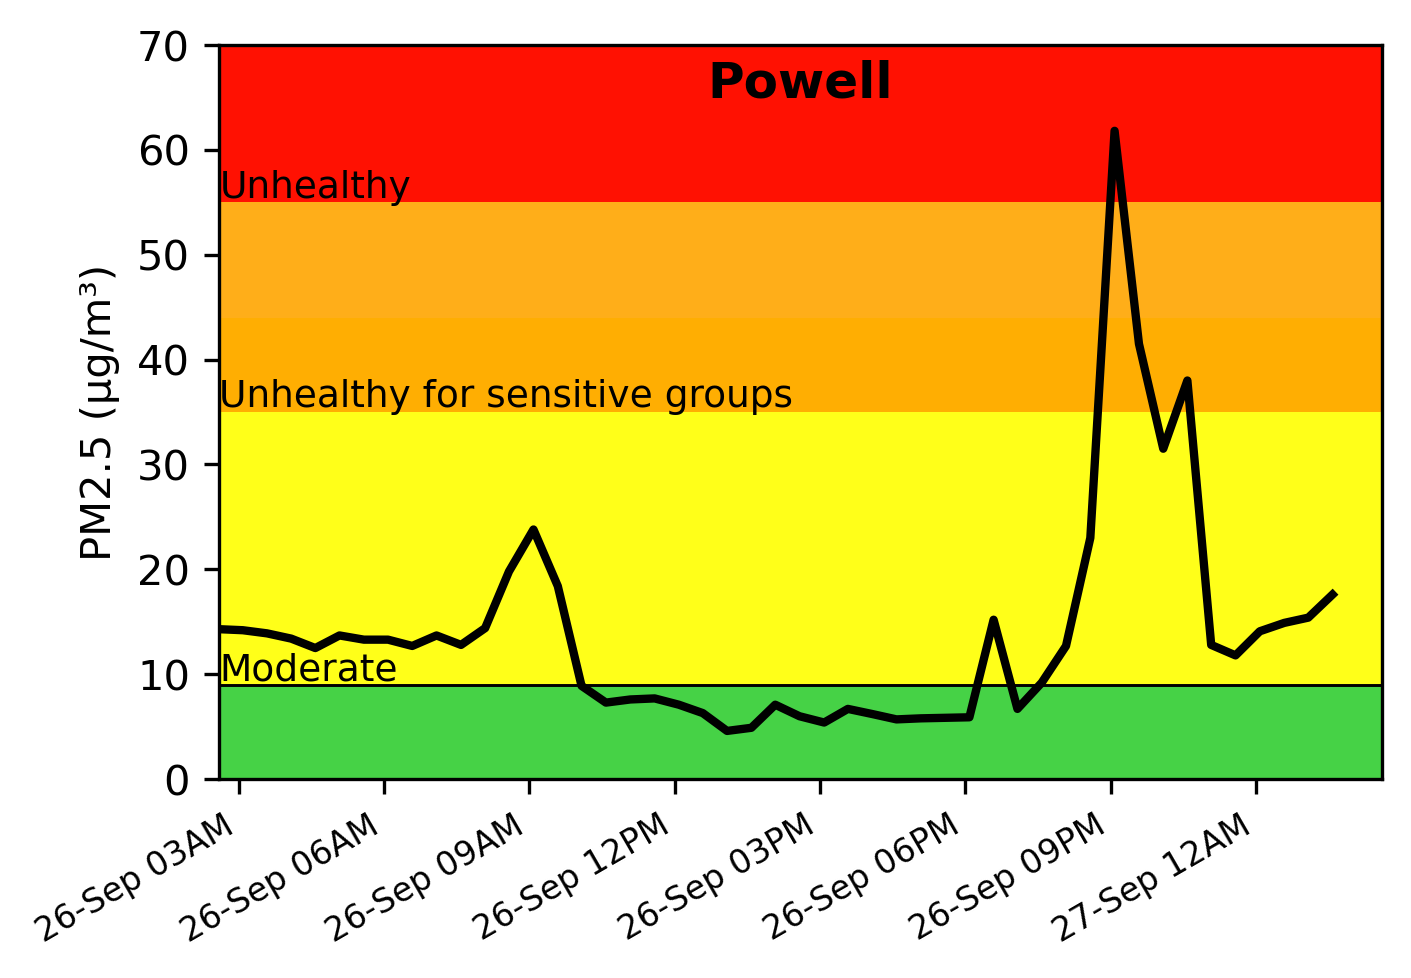 Powell
70
60
50
40
30
20
10
0
PM2.5 (µg/m³)
Unhealthy
Unhealthy for sensitive groups
Moderate
26-Sep 03AM
26-Sep 06AM
26-Sep 09AM
26-Sep 12PM
26-Sep 03PM
26-Sep 06PM
26-Sep 09PM
27-Sep 12AM